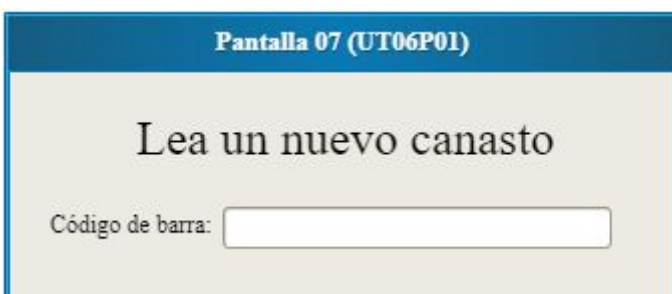 Pantalla 07 (UT06P01)
Lea un nuevo canasto
Código de barra: